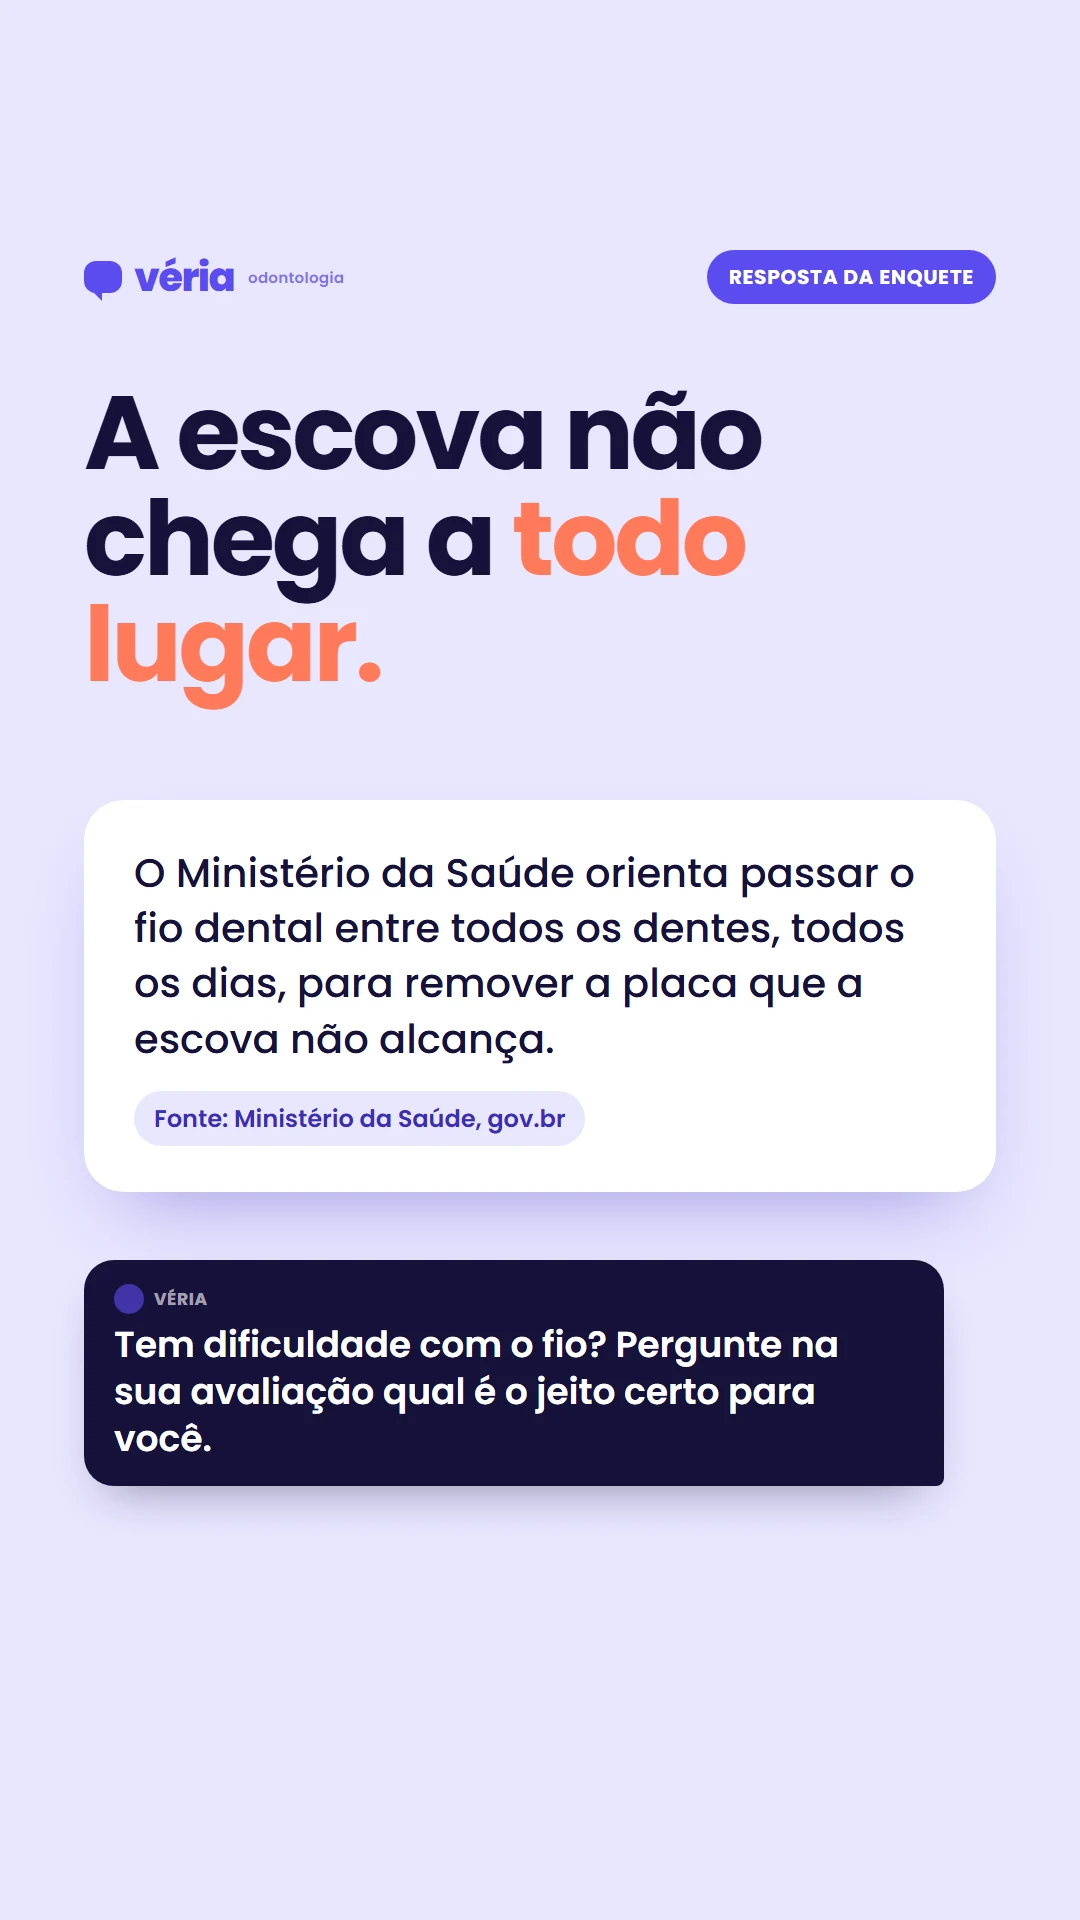 véria odontologia
RESPOSTA DA ENQUETE
A escova não
chega a todo
lugar.
O Ministério da Saúde orienta passar o
fio dental entre todos os dentes, todos
os dias, para remover a placa que a
escova não alcança.
Fonte: Ministério da Saúde, gov.br
VÉRIA
Tem dificuldade com o fio? Pergunte na
sua avaliação qual é o jeito certo para
você.